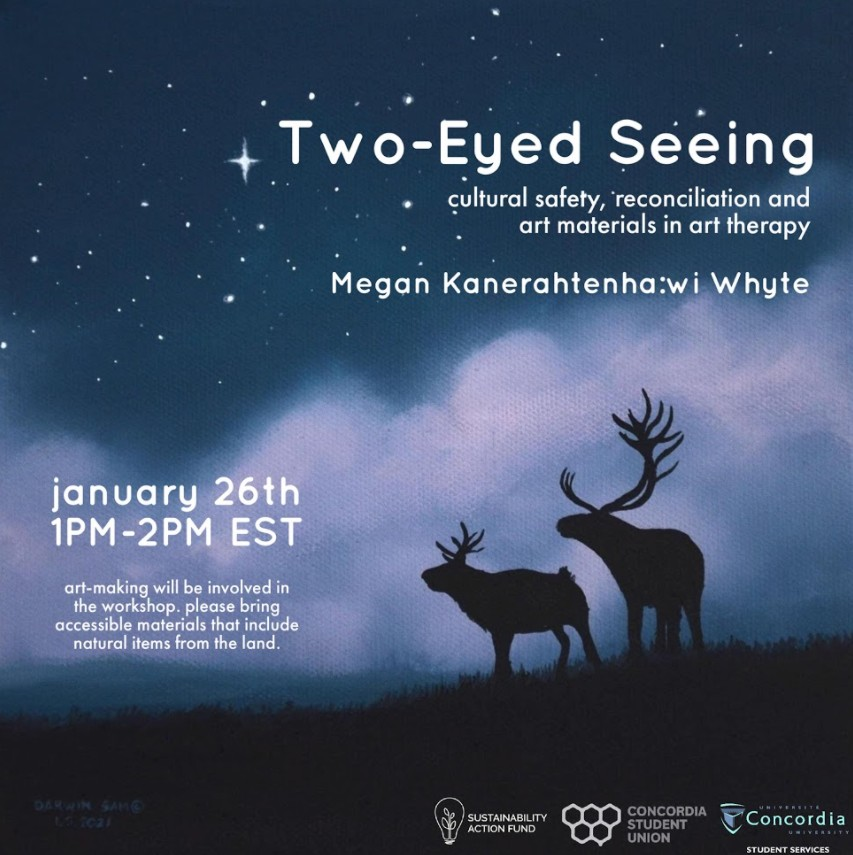 Two-Eyed Seeing
cultural safety, reconciliation and
art materials in art therapy
Megan Kanerahtenha:wi Whyte
january 26th
1PM-2PM EST
art-making will be involved in
the workshop. please bring
accessible materials that include
natural items from the land.
DARWIN SAM©
2021
SUSTAINABILITY
ACTION FUND
CONCORDIA
STUDENT
UNION
UNIVERSITÉ
Concordia
UNIVERSITY
STUDENT SERVICES